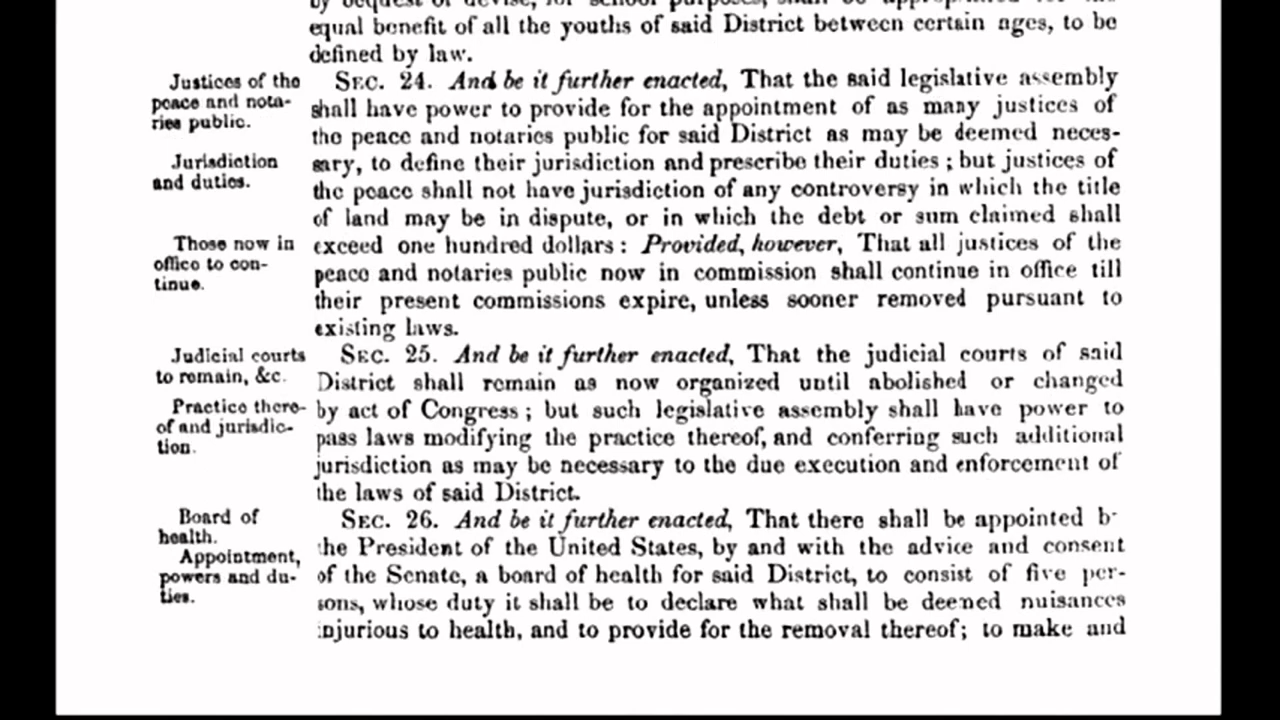 by bequest or devise, for school purposes, shall be appropriated for the
equal benefit of all the youths of said District between certain ages, to be
defined by law.
Justices of the
peace and nota-
ries public.
SEC. 24. And be it further enacted, That the said legislative assembly
shall have power to provide for the appointment of as many justices of
the peace and notaries public for said District as may be deemed neces-
Jurisdiction
and duties.
sary, to define their jurisdiction and prescribe their duties; but justices of
the peace shall not have jurisdiction of any controversy in which the title
of land may be in dispute, or in which the debt or sum claimed shall
Those now in
office to con-
tinue.
exceed one hundred dollars: Provided, however, That all justices of the
peace and notaries public now in commission shall continue in office till
their present commissions expire, unless sooner removed pursuant to
existing laws.
Judicial courts
to remain, &c.
SEC. 25. And be it further enacted, That the judicial courts of said
District shall remain as now organized until abolished or changed
Practice there-
of and jurisdic-
tion.
by act of Congress; but such legislative assembly shall have power to
pass laws modifying the practice thereof, and conferring such additional
jurisdiction as may be necessary to the due execution and enforcement of
the laws of said District.
Board of
health.
Appointment,
powers and du-
ties.
SEC. 26. And be it further enacted, That there shall be appointed b
the President of the United States, by and with the advice and consent
of the Senate, a board of health for said District, to consist of five per-
sons, whose duty it shall be to declare what shall be deemed nuisances
injurious to health, and to provide for the removal thereof; to make and